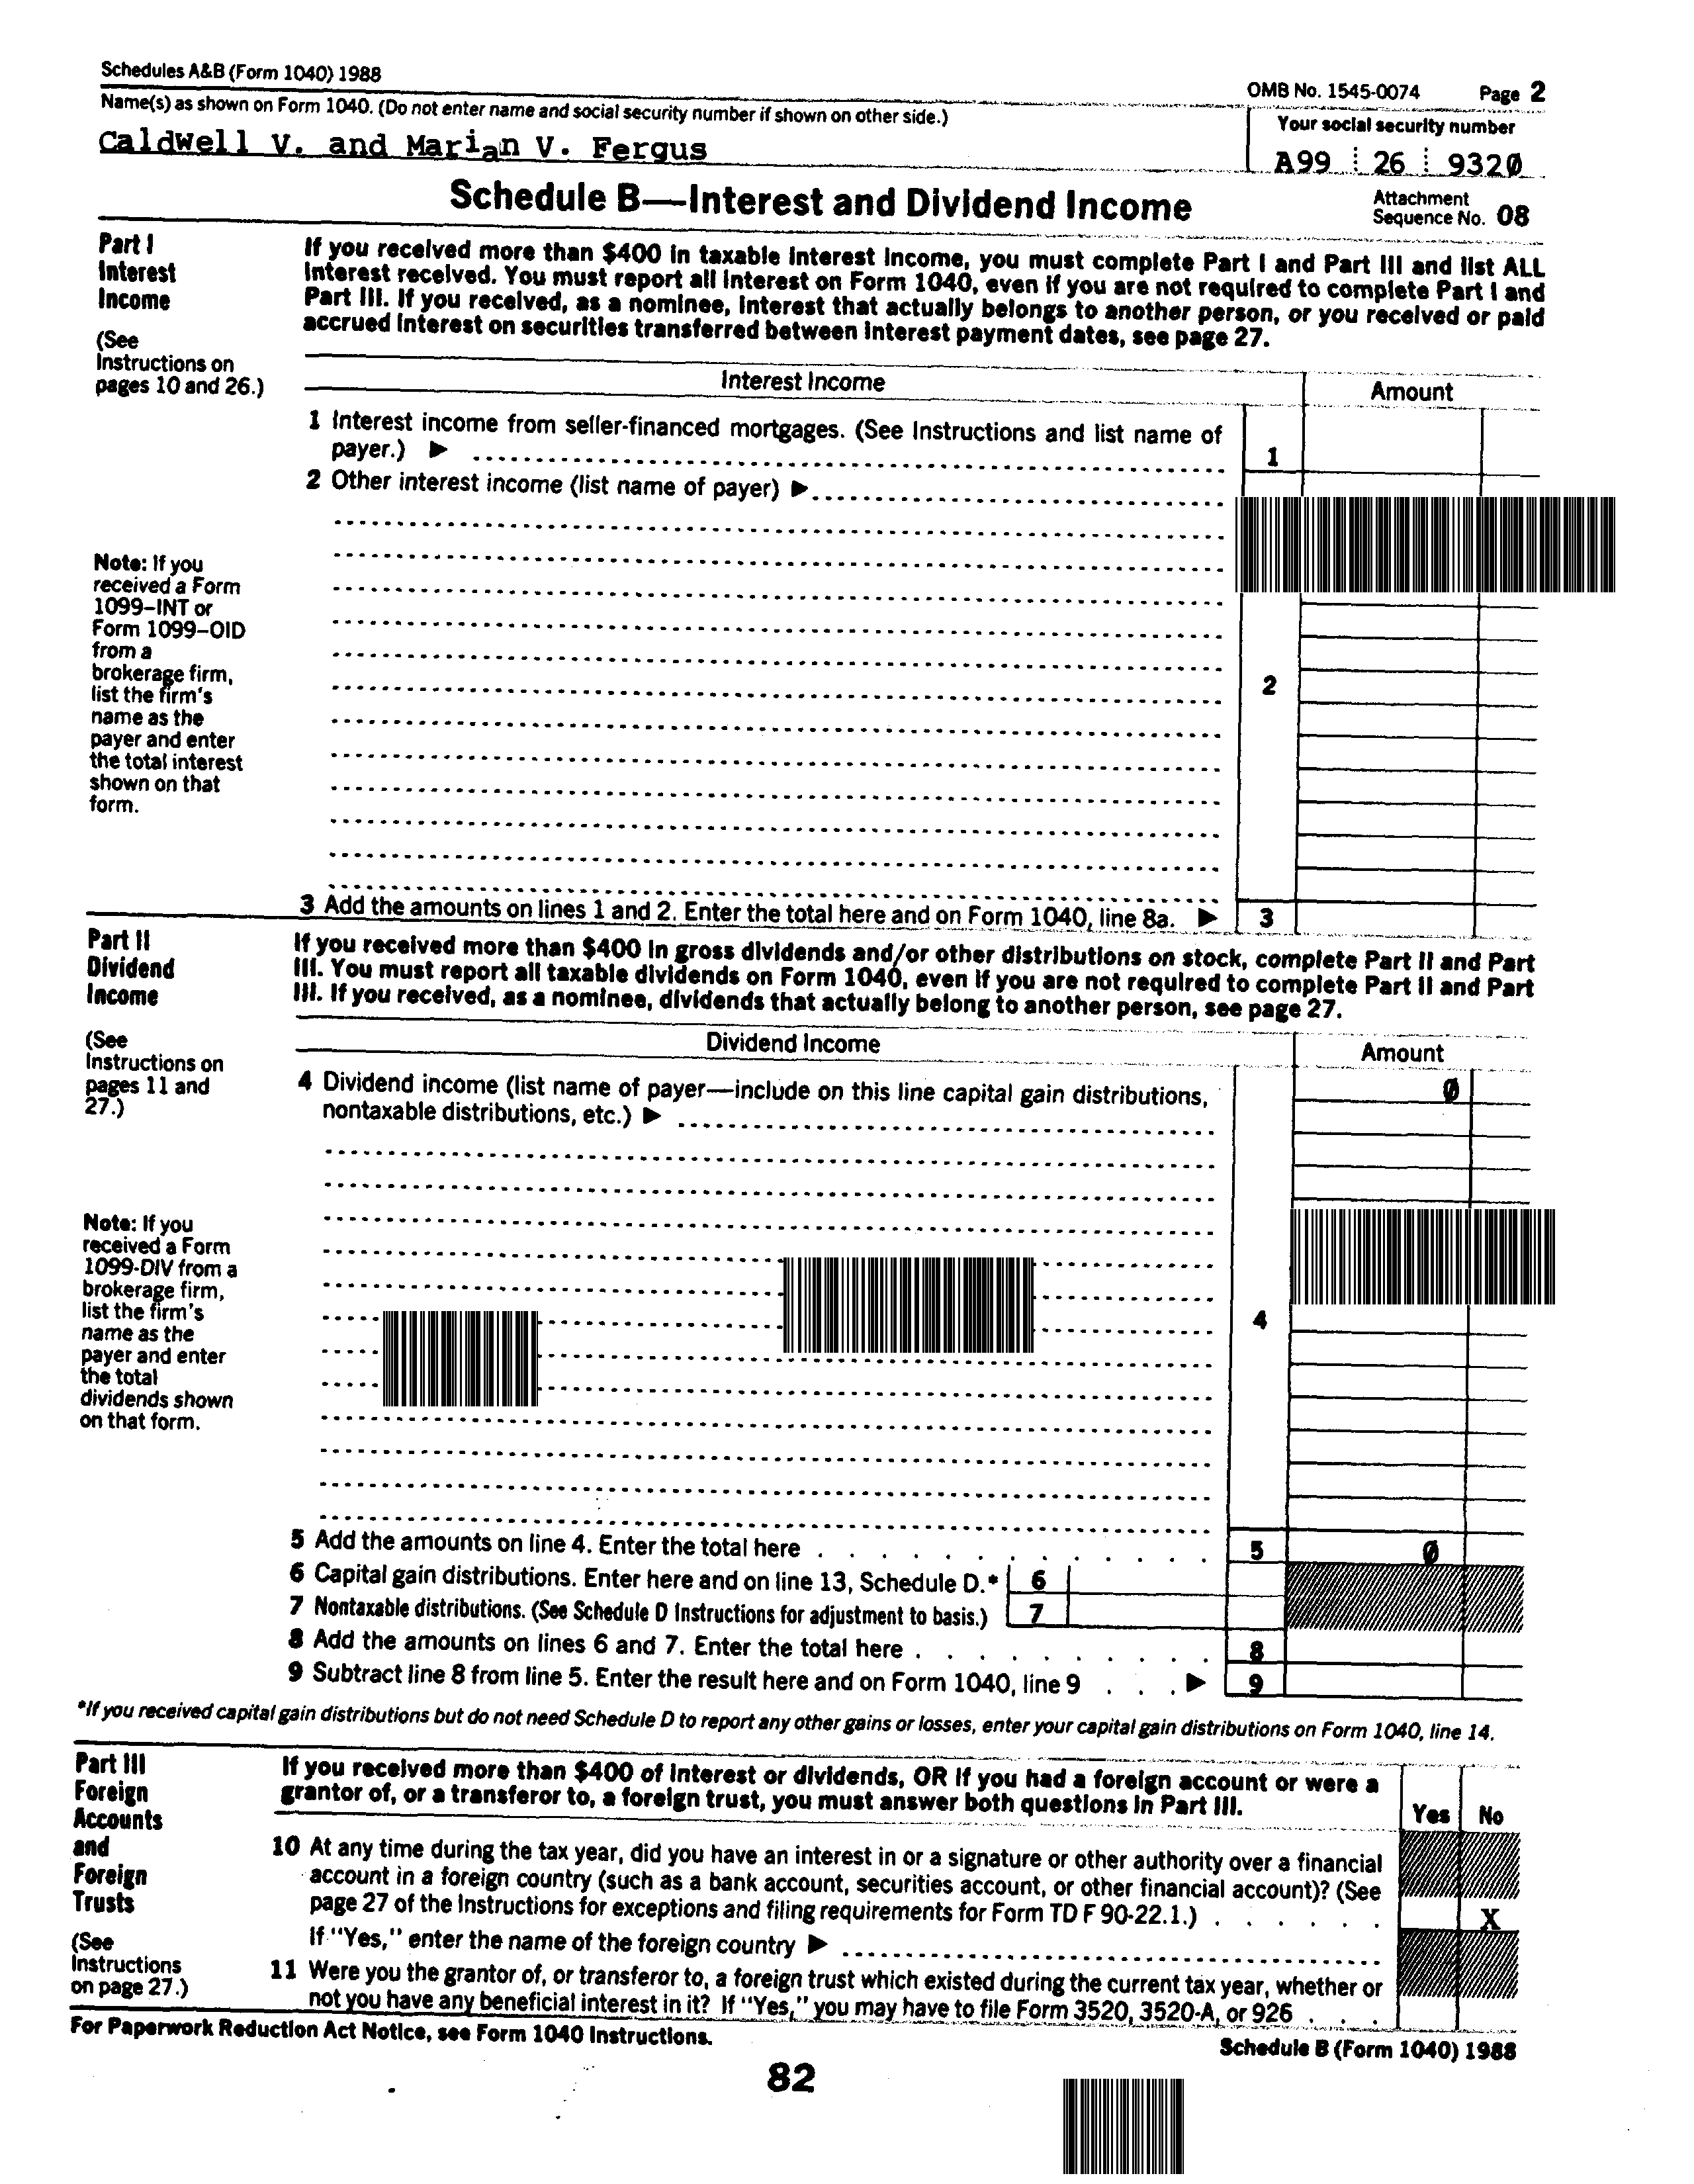 Schedules A&B (Form 1040) 1988
OMB No. 1545-0074 Page 2
Name(s) as shown on Form 1040. (Do not enter name and social security number if shown on other side.)
Your social security number
Caldwell V. and Marian V. Fergus
A99 26 9320
Schedule B—Interest and Dividend Income
Attachment
Sequence No. 08
Part I
Interest
Income
(See
Instructions on
pages 10 and 26.)
If you received more than $400 in taxable interest income, you must complete Part I and Part III and list ALL
interest received. You must report all interest on Form 1040, even if you are not required to complete Part I and
Part III. If you received, as a nominee, interest that actually belongs to another person, or you received or paid
accrued interest on securities transferred between interest payment dates, see page 27.
Interest Income
Amount
1 Interest income from seller-financed mortgages. (See Instructions and list name of
payer.) ▶
1
2 Other interest income (list name of payer) ▶
Note: If you
received a Form
1099–INT or
Form 1099–OID
from a
brokerage firm,
list the firm's
name as the
payer and enter
the total interest
shown on that
form.
2
3 Add the amounts on lines 1 and 2. Enter the total here and on Form 1040, line 8a. ▶ 3
Part II
Dividend
Income
(See
Instructions on
pages 11 and
27.)
If you received more than $400 in gross dividends and/or other distributions on stock, complete Part II and Part
III. You must report all taxable dividends on Form 1040, even if you are not required to complete Part II and Part
III. If you received, as a nominee, dividends that actually belong to another person, see page 27.
Dividend Income
Amount
4 Dividend income (list name of payer—include on this line capital gain distributions,
nontaxable distributions, etc.) ▶
0
Note: If you
received a Form
1099-DIV from a
brokerage firm,
list the firm's
name as the
payer and enter
the total
dividends shown
on that form.
4
5 Add the amounts on line 4. Enter the total here . . . . . . . . . . . . 5 0
6 Capital gain distributions. Enter here and on line 13, Schedule D.* 6
7 Nontaxable distributions. (See Schedule D Instructions for adjustment to basis.) 7
8 Add the amounts on lines 6 and 7. Enter the total here . . . . . . . . . 8
9 Subtract line 8 from line 5. Enter the result here and on Form 1040, line 9 . . . ▶ 9
*If you received capital gain distributions but do not need Schedule D to report any other gains or losses, enter your capital gain distributions on Form 1040, line 14.
Part III
Foreign
Accounts
and
Foreign
Trusts
(See
Instructions
on page 27.)
If you received more than $400 of interest or dividends, OR if you had a foreign account or were a
grantor of, or a transferor to, a foreign trust, you must answer both questions in Part III.
Yes No
10 At any time during the tax year, did you have an interest in or a signature or other authority over a financial
account in a foreign country (such as a bank account, securities account, or other financial account)? (See
page 27 of the Instructions for exceptions and filing requirements for Form TD F 90-22.1.) . . . . . . X
If "Yes," enter the name of the foreign country ▶
11 Were you the grantor of, or transferor to, a foreign trust which existed during the current tax year, whether or
not you have any beneficial interest in it? If "Yes," you may have to file Form 3520, 3520-A, or 926 . . .
For Paperwork Reduction Act Notice, see Form 1040 Instructions.
Schedule B (Form 1040) 1988
82